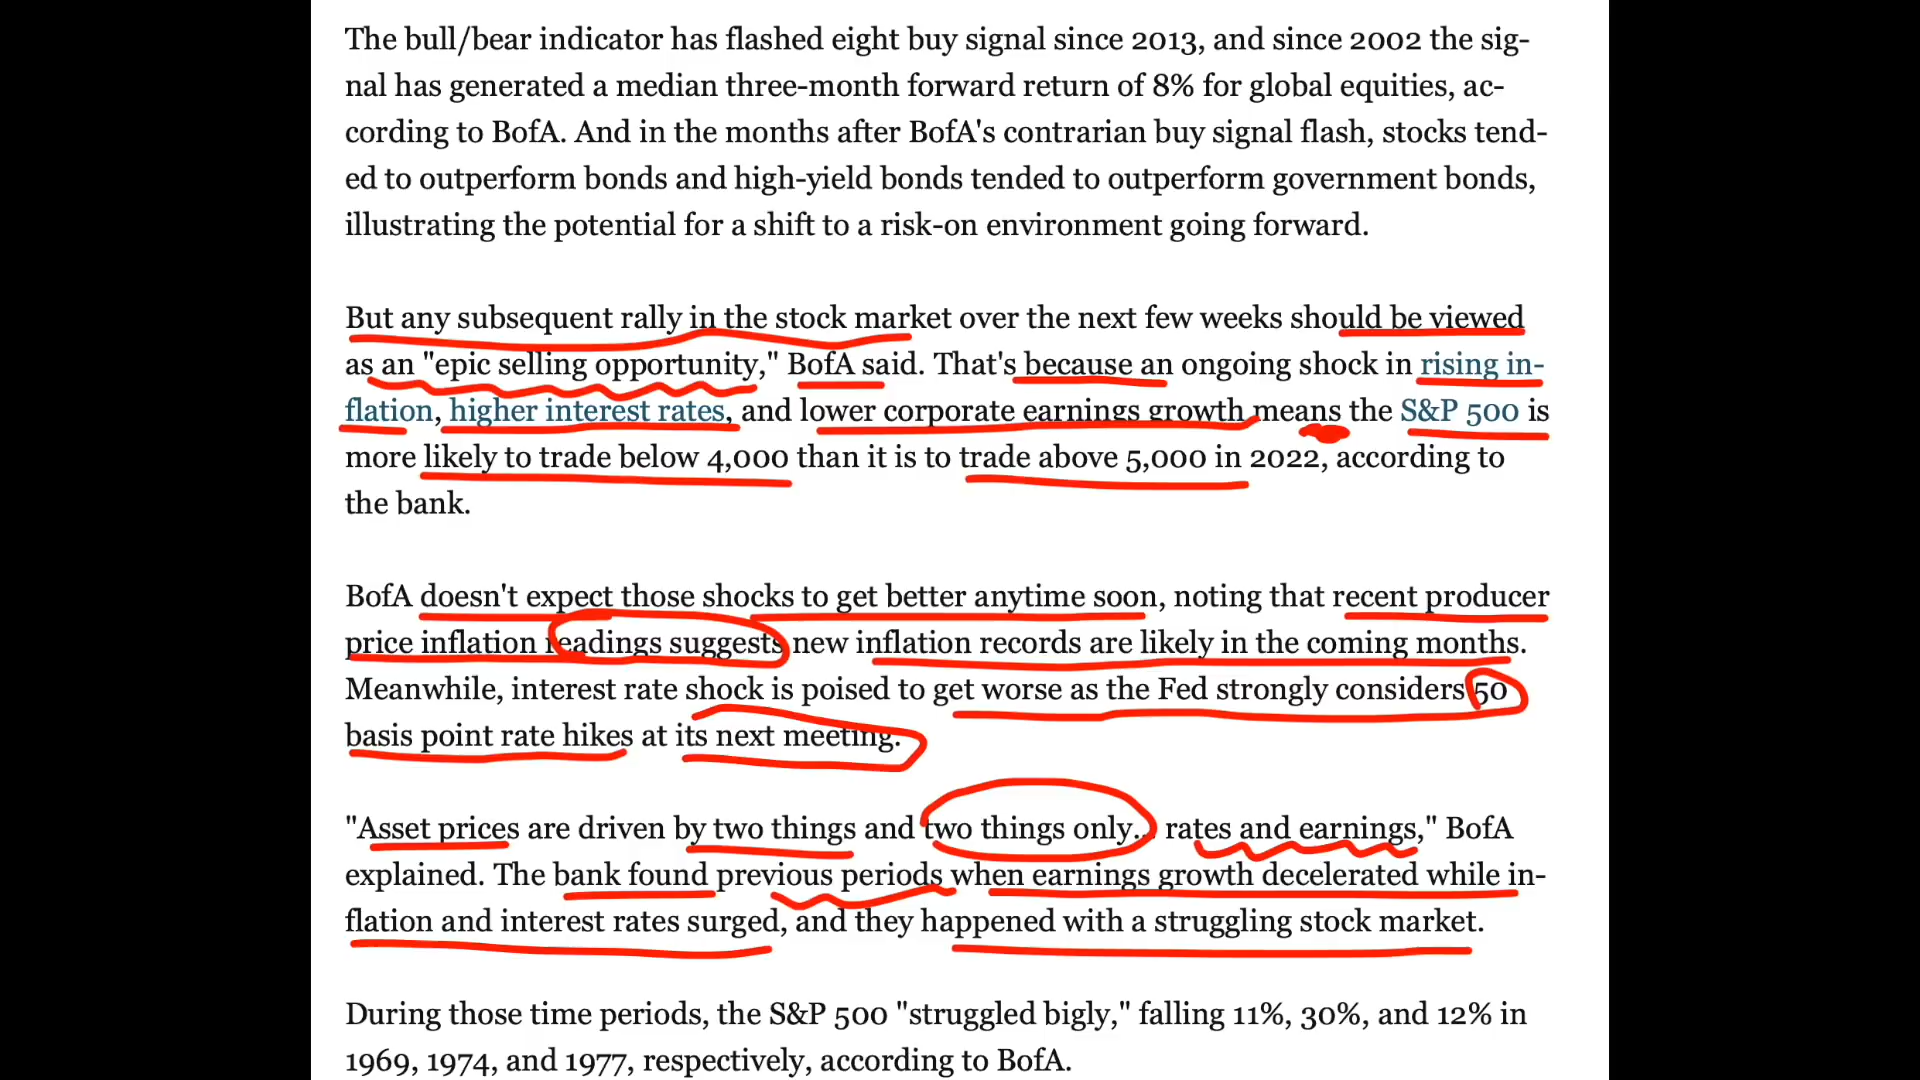 The bull/bear indicator has flashed eight buy signal since 2013, and since 2002 the sig-
nal has generated a median three-month forward return of 8% for global equities, ac-
cording to BofA. And in the months after BofA's contrarian buy signal flash, stocks tend-
ed to outperform bonds and high-yield bonds tended to outperform government bonds,
illustrating the potential for a shift to a risk-on environment going forward.
But any subsequent rally in the stock market over the next few weeks should be viewed
as an "epic selling opportunity," BofA said. That's because an ongoing shock in rising in-
flation, higher interest rates, and lower corporate earnings growth means the S&P 500 is
more likely to trade below 4,000 than it is to trade above 5,000 in 2022, according to
the bank.
BofA doesn't expect those shocks to get better anytime soon, noting that recent producer
price inflation readings suggests new inflation records are likely in the coming months.
Meanwhile, interest rate shock is poised to get worse as the Fed strongly considers 50
basis point rate hikes at its next meeting.
"Asset prices are driven by two things and two things only... rates and earnings," BofA
explained. The bank found previous periods when earnings growth decelerated while in-
flation and interest rates surged, and they happened with a struggling stock market.
During those time periods, the S&P 500 "struggled bigly," falling 11%, 30%, and 12% in
1969, 1974, and 1977, respectively, according to BofA.